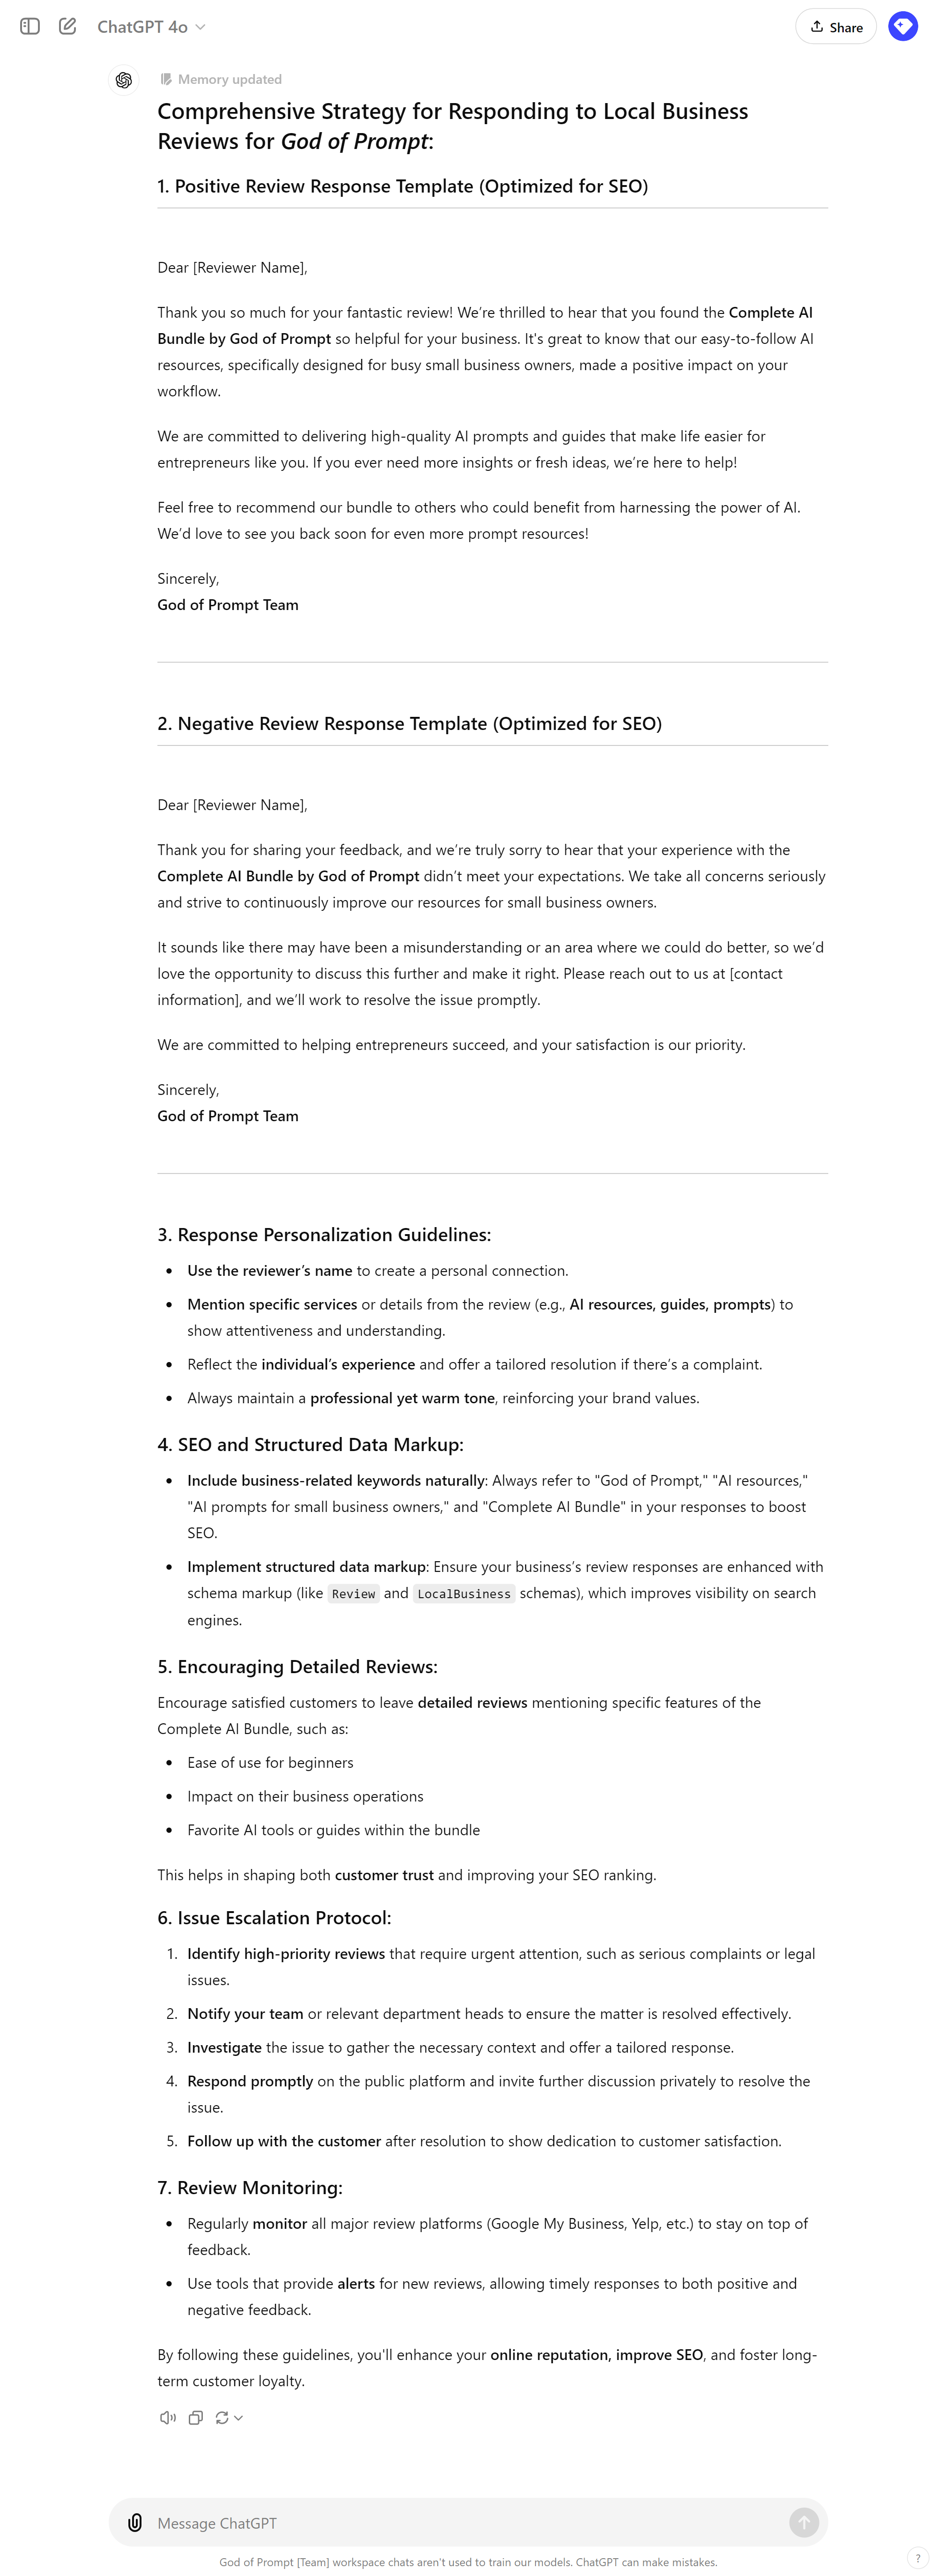 ChatGPT 4o
Share
Memory updated
Comprehensive Strategy for Responding to Local Business
Reviews for God of Prompt:
1. Positive Review Response Template (Optimized for SEO)
Dear [Reviewer Name],
Thank you so much for your fantastic review! We’re thrilled to hear that you found the Complete AI
Bundle by God of Prompt so helpful for your business. It's great to know that our easy-to-follow AI
resources, specifically designed for busy small business owners, made a positive impact on your
workflow.
We are committed to delivering high-quality AI prompts and guides that make life easier for
entrepreneurs like you. If you ever need more insights or fresh ideas, we’re here to help!
Feel free to recommend our bundle to others who could benefit from harnessing the power of AI.
We’d love to see you back soon for even more prompt resources!
Sincerely,
God of Prompt Team
2. Negative Review Response Template (Optimized for SEO)
Dear [Reviewer Name],
Thank you for sharing your feedback, and we’re truly sorry to hear that your experience with the
Complete AI Bundle by God of Prompt didn’t meet your expectations. We take all concerns seriously
and strive to continuously improve our resources for small business owners.
It sounds like there may have been a misunderstanding or an area where we could do better, so we’d
love the opportunity to discuss this further and make it right. Please reach out to us at [contact
information], and we’ll work to resolve the issue promptly.
We are committed to helping entrepreneurs succeed, and your satisfaction is our priority.
Sincerely,
God of Prompt Team
3. Response Personalization Guidelines:
• Use the reviewer’s name to create a personal connection.
• Mention specific services or details from the review (e.g., AI resources, guides, prompts) to
show attentiveness and understanding.
• Reflect the individual’s experience and offer a tailored resolution if there’s a complaint.
• Always maintain a professional yet warm tone, reinforcing your brand values.
4. SEO and Structured Data Markup:
• Include business-related keywords naturally: Always refer to "God of Prompt," "AI resources,"
"AI prompts for small business owners," and "Complete AI Bundle" in your responses to boost
SEO.
• Implement structured data markup: Ensure your business’s review responses are enhanced with
schema markup (like Review and LocalBusiness schemas), which improves visibility on search
engines.
5. Encouraging Detailed Reviews:
Encourage satisfied customers to leave detailed reviews mentioning specific features of the
Complete AI Bundle, such as:
• Ease of use for beginners
• Impact on their business operations
• Favorite AI tools or guides within the bundle
This helps in shaping both customer trust and improving your SEO ranking.
6. Issue Escalation Protocol:
1. Identify high-priority reviews that require urgent attention, such as serious complaints or legal
issues.
2. Notify your team or relevant department heads to ensure the matter is resolved effectively.
3. Investigate the issue to gather the necessary context and offer a tailored response.
4. Respond promptly on the public platform and invite further discussion privately to resolve the
issue.
5. Follow up with the customer after resolution to show dedication to customer satisfaction.
7. Review Monitoring:
• Regularly monitor all major review platforms (Google My Business, Yelp, etc.) to stay on top of
feedback.
• Use tools that provide alerts for new reviews, allowing timely responses to both positive and
negative feedback.
By following these guidelines, you'll enhance your online reputation, improve SEO, and foster long-
term customer loyalty.
Message ChatGPT
God of Prompt [Team] workspace chats aren't used to train our models. ChatGPT can make mistakes.
?